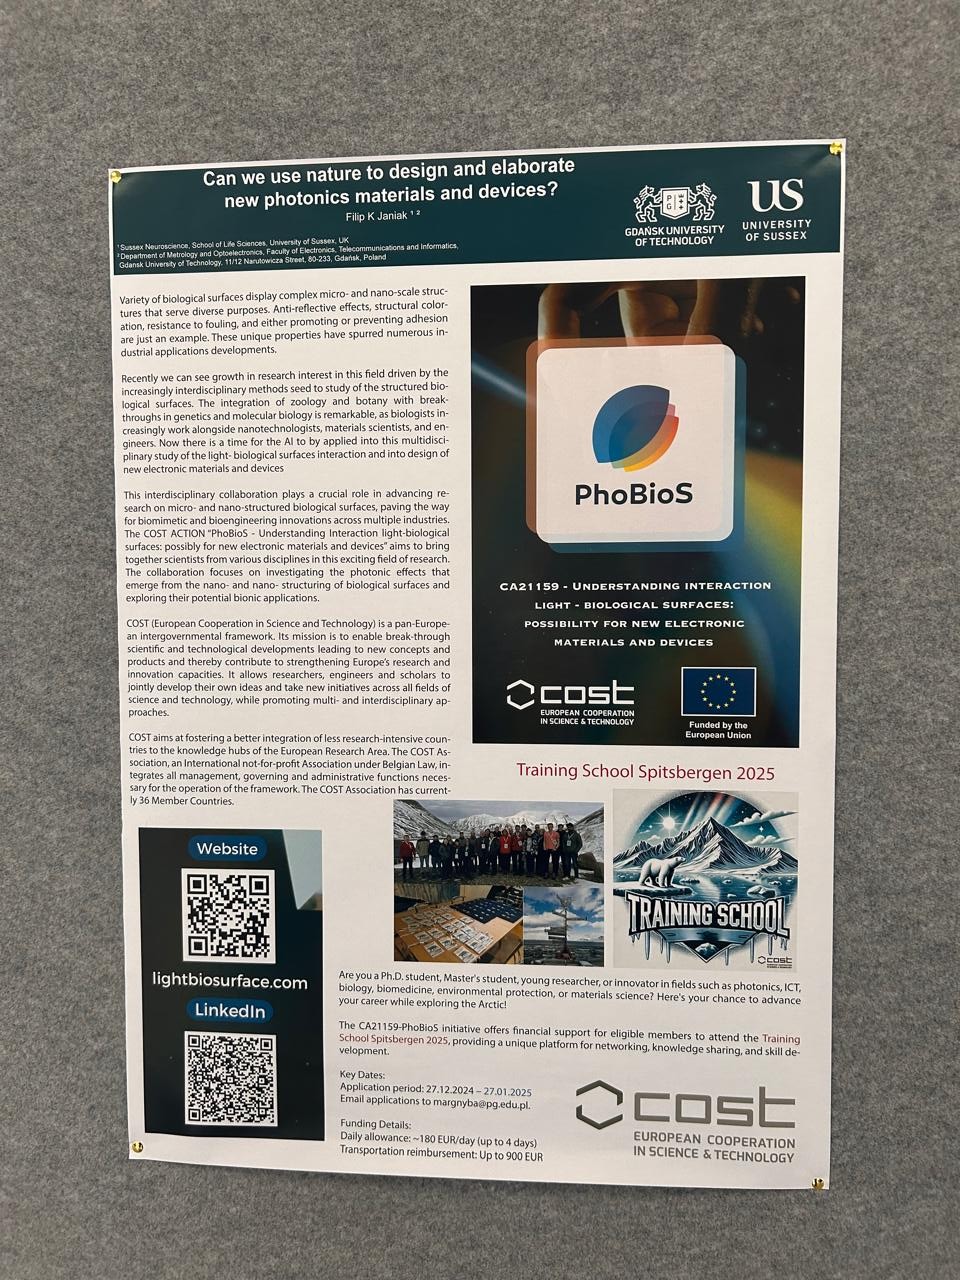 Can we use nature to design and elaborate
new photonics materials and devices?
Filip K Janiak ¹ ²
¹Sussex Neuroscience, School of Life Sciences, University of Sussex, UK
²Department of Metrology and Optoelectronics, Faculty of Electronics, Telecommunications and Informatics,
Gdansk University of Technology, 11/12 Narutowicza Street, 80-233, Gdańsk, Poland
P G
GDAŃSK UNIVERSITY
OF TECHNOLOGY
US
UNIVERSITY
OF SUSSEX
Variety of biological surfaces display complex micro- and nano-scale struc-
tures that serve diverse purposes. Anti-reflective effects, structural color-
ation, resistance to fouling, and either promoting or preventing adhesion
are just an example. These unique properties have spurred numerous in-
dustrial applications developments.
Recently we can see growth in research interest in this field driven by the
increasingly interdisciplinary methods seed to study of the structured bio-
logical surfaces. The integration of zoology and botany with break-
throughs in genetics and molecular biology is remarkable, as biologists in-
creasingly work alongside nanotechnologists, materials scientists, and en-
gineers. Now there is a time for the AI to by applied into this multidisci-
plinary study of the light- biological surfaces interaction and into design of
new electronic materials and devices
This interdisciplinary collaboration plays a crucial role in advancing re-
search on micro- and nano-structured biological surfaces, paving the way
for biomimetic and bioengineering innovations across multiple industries.
The COST ACTION "PhoBioS - Understanding Interaction light-biological
surfaces: possibly for new electronic materials and devices" aims to bring
together scientists from various disciplines in this exciting field of research.
The collaboration focuses on investigating the photonic effects that
emerge from the nano- and nano- structuring of biological surfaces and
exploring their potential bionic applications.
COST (European Cooperation in Science and Technology) is a pan-Europe-
an intergovernmental framework. Its mission is to enable break-through
scientific and technological developments leading to new concepts and
products and thereby contribute to strengthening Europe's research and
innovation capacities. It allows researchers, engineers and scholars to
jointly develop their own ideas and take new initiatives across all fields of
science and technology, while promoting multi- and interdisciplinary ap-
proaches.
COST aims at fostering a better integration of less research-intensive coun-
tries to the knowledge hubs of the European Research Area. The COST As-
sociation, an International not-for-profit Association under Belgian Law, in-
tegrates all management, governing and administrative functions neces-
sary for the operation of the framework. The COST Association has current-
ly 36 Member Countries.
PhoBioS
CA21159 - UNDERSTANDING INTERACTION
LIGHT - BIOLOGICAL SURFACES:
POSSIBILITY FOR NEW ELECTRONIC
MATERIALS AND DEVICES
cost
EUROPEAN COOPERATION
IN SCIENCE & TECHNOLOGY
Funded by the
European Union
Training School Spitsbergen 2025
TRAINING SCHOOL
cost
Website
lightbiosurface.com
LinkedIn
Are you a Ph.D. student, Master's student, young researcher, or innovator in fields such as photonics, ICT,
biology, biomedicine, environmental protection, or materials science? Here's your chance to advance
your career while exploring the Arctic!
The CA21159-PhoBioS initiative offers financial support for eligible members to attend the Training
School Spitsbergen 2025, providing a unique platform for networking, knowledge sharing, and skill de-
velopment.
Key Dates:
Application period: 27.12.2024 – 27.01.2025
Email applications to margnyba@pg.edu.pl.
Funding Details:
Daily allowance: ~180 EUR/day (up to 4 days)
Transportation reimbursement: Up to 900 EUR
cost
EUROPEAN COOPERATION
IN SCIENCE & TECHNOLOGY